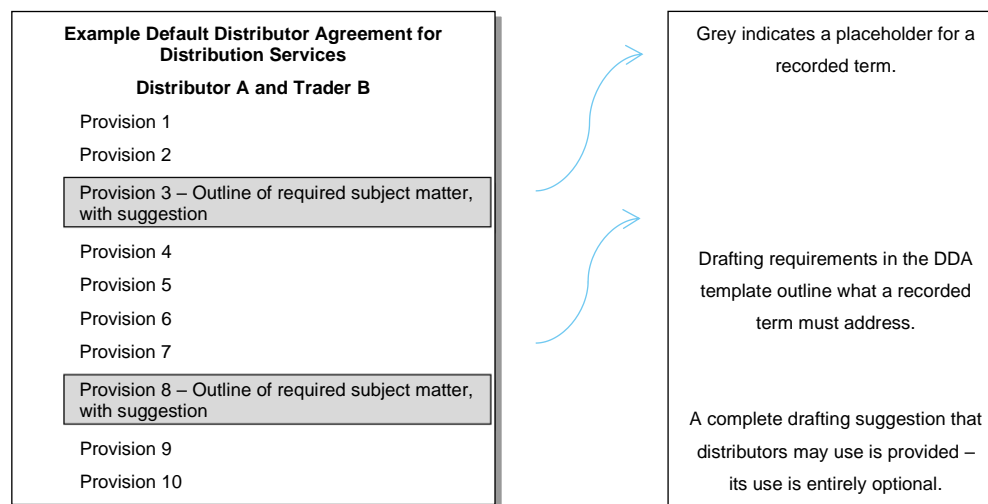 Example Default Distributor Agreement for
Distribution Services
Distributor A and Trader B
Provision 1
Provision 2
Provision 3 – Outline of required subject matter,
with suggestion
Provision 4
Provision 5
Provision 6
Provision 7
Provision 8 – Outline of required subject matter,
with suggestion
Provision 9
Provision 10
Grey indicates a placeholder for a
recorded term.
Drafting requirements in the DDA
template outline what a recorded
term must address.
A complete drafting suggestion that
distributors may use is provided –
its use is entirely optional.